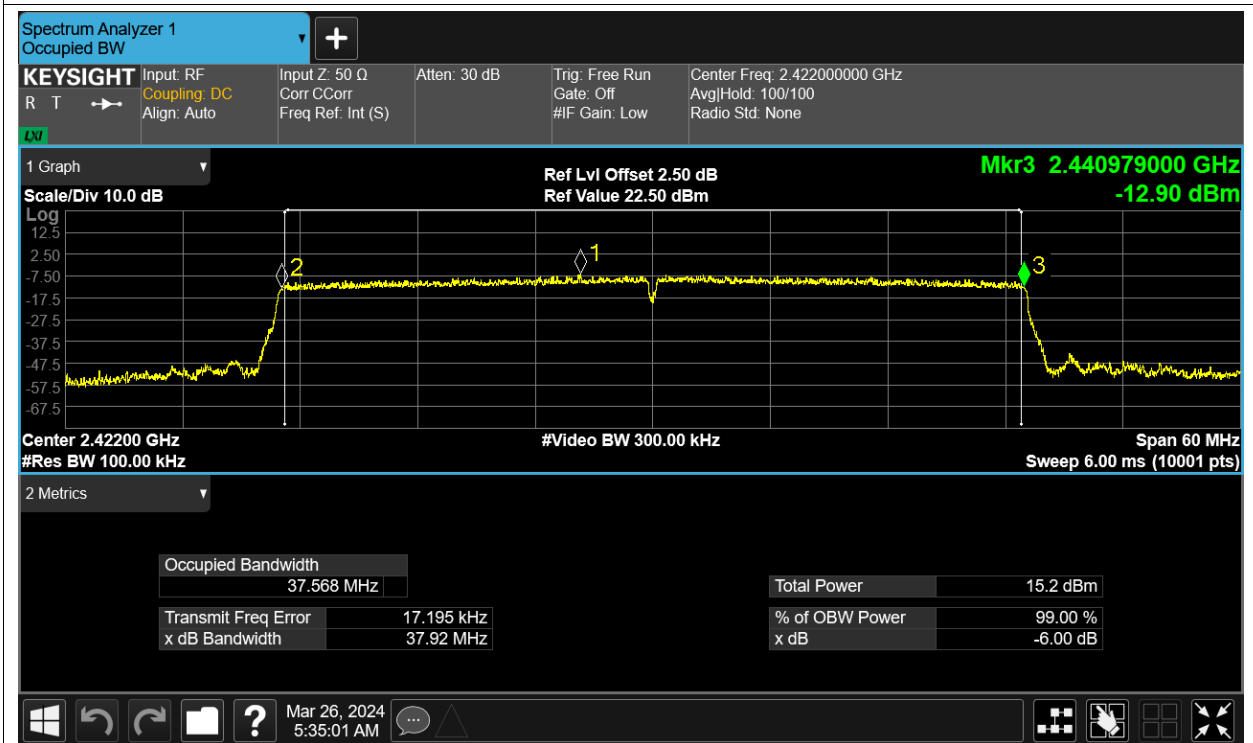 Spectrum Analyzer 1
Occupied BW
KEYSIGHT
R T
LXI
Input: RF
Coupling: DC
Align: Auto
Input Z: 50 Ω
Corr CCorr
Freq Ref: Int (S)
Atten: 30 dB
Trig: Free Run
Gate: Off
#IF Gain: Low
Center Freq: 2.422000000 GHz
Avg|Hold: 100/100
Radio Std: None
1 Graph
Scale/Div 10.0 dB
Ref Lvl Offset 2.50 dB
Ref Value 22.50 dBm
Mkr3 2.440979000 GHz
-12.90 dBm
Log
12.5
2.50
-7.50
-17.5
-27.5
-37.5
-47.5
-57.5
-67.5
2
1
3
Center 2.42200 GHz
#Res BW 100.00 kHz
#Video BW 300.00 kHz
Span 60 MHz
Sweep 6.00 ms (10001 pts)
2 Metrics
Occupied Bandwidth
37.568 MHz
Transmit Freq Error 17.195 kHz
x dB Bandwidth 37.92 MHz
Total Power 15.2 dBm
% of OBW Power 99.00 %
x dB -6.00 dB
?
Mar 26, 2024
5:35:01 AM